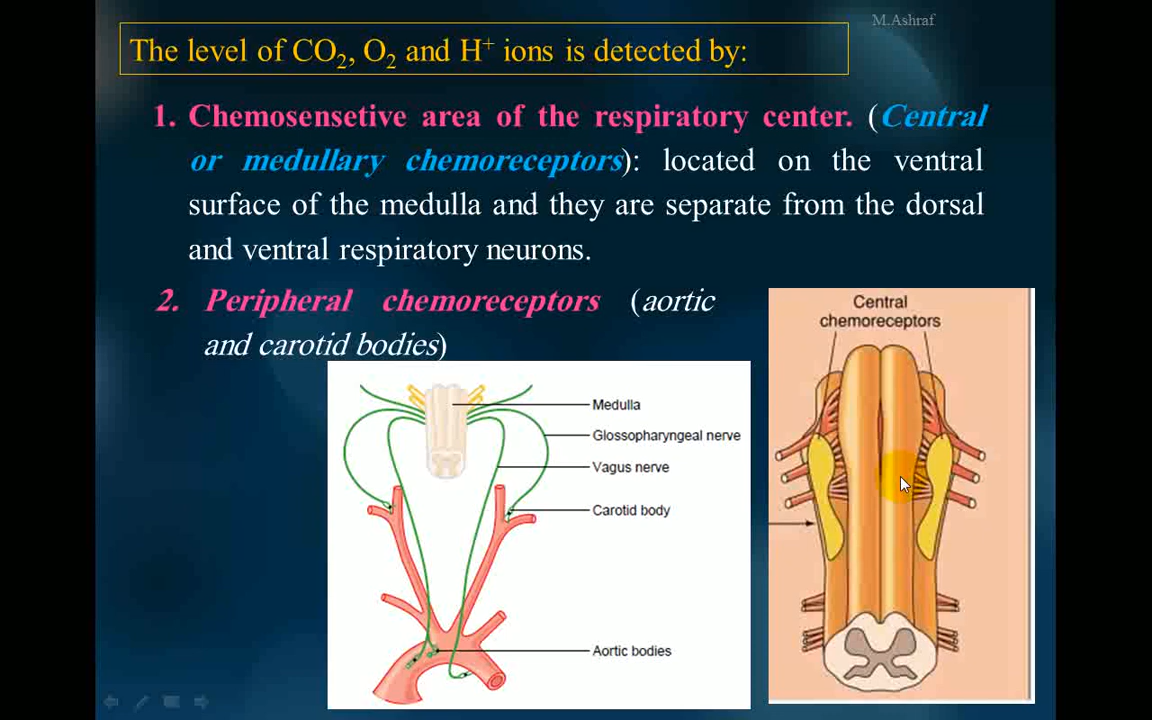 M.Ashraf
The level of CO₂, O₂ and H⁺ ions is detected by:
1. Chemosensetive area of the respiratory center. (Central
or medullary chemoreceptors): located on the ventral
surface of the medulla and they are separate from the dorsal
and ventral respiratory neurons.
2. Peripheral chemoreceptors (aortic
and carotid bodies)
Medulla
Glossopharyngeal nerve
Vagus nerve
Carotid body
Aortic bodies
Central
chemoreceptors